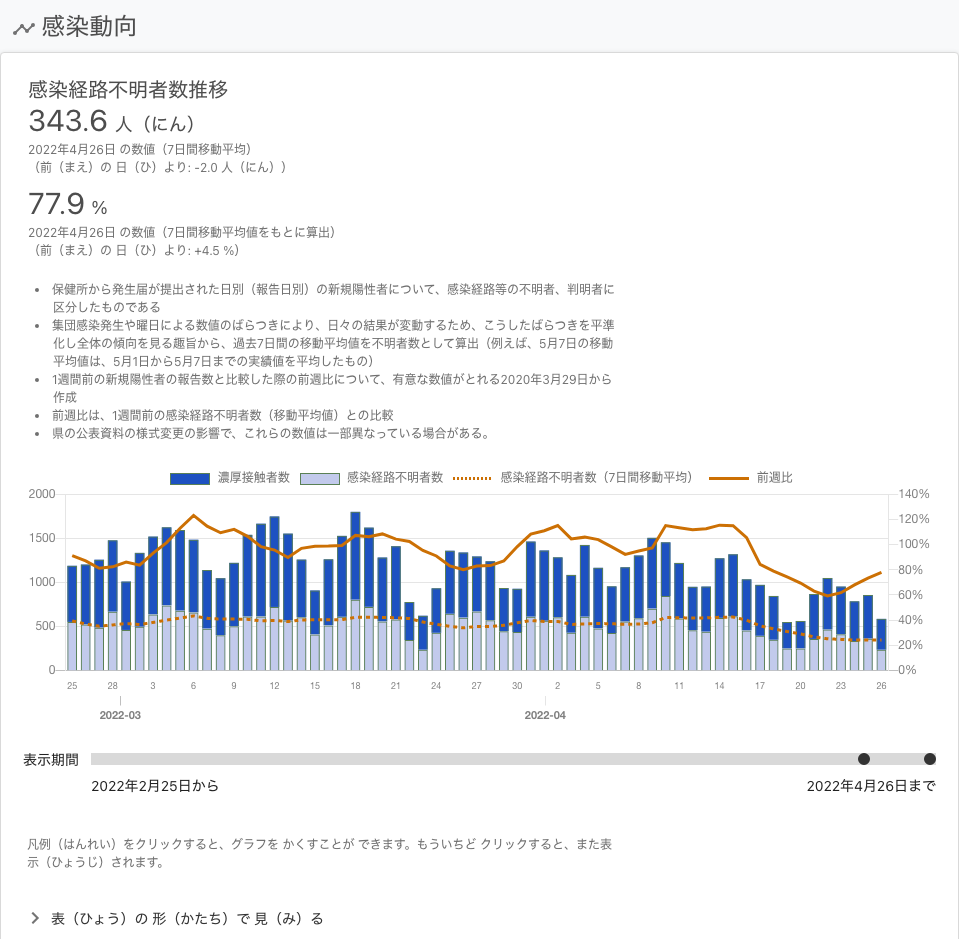 感染動向
感染経路不明者数推移
343.6 人（にん）
2022年4月26日 の数値（7日間移動平均）
（前（まえ）の 日（ひ）より: -2.0 人（にん））
77.9 %
2022年4月26日 の数値（7日間移動平均値をもとに算出）
（前（まえ）の 日（ひ）より: +4.5 %）
• 保健所から発生届が提出された日別（報告日別）の新規陽性者について、感染経路等の不明者、判明者に
区分したものである
• 集団感染発生や曜日による数値のばらつきにより、日々の結果が変動するため、こうしたばらつきを平準
化し全体の傾向を見る趣旨から、過去7日間の移動平均値を不明者数として算出（例えば、5月7日の移動
平均値は、5月1日から5月7日までの実績値を平均したもの）
• 1週間前の新規陽性者の報告数と比較した際の前週比について、有意な数値がとれる2020年3月29日から
作成
• 前週比は、1週間前の感染経路不明者数（移動平均値）との比較
• 県の公表資料の様式変更の影響で、これらの数値は一部異なっている場合がある。
濃厚接触者数 感染経路不明者数 感染経路不明者数（7日間移動平均） 前週比
2000 140%
120%
1500 100%
1000 80%
60%
500 40%
20%
0 0%
25 28 3 6 9 12 15 18 21 24 27 30 2 5 8 11 14 17 20 23 26
2022-03 2022-04
表示期間
2022年2月25日から 2022年4月26日まで
凡例（はんれい）をクリックすると、グラフを かくすことが できます。もういちど クリックすると、また表
示（ひょうじ）されます。
表（ひょう）の 形（かたち）で 見（み）る